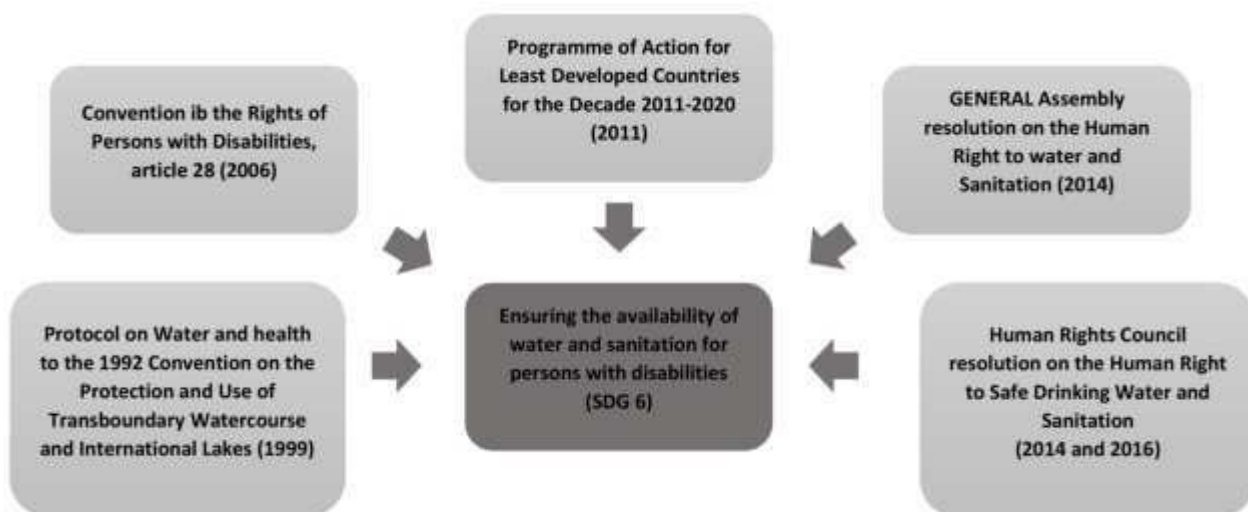 Programme of Action for
Least Developed Countries
for the Decade 2011-2020
(2011)
Convention ib the Rights of
Persons with Disabilities,
article 28 (2006)
GENERAL Assembly
resolution on the Human
Right to water and
Sanitation (2014)
Protocol on Water and health
to the 1992 Convention on the
Protection and Use of
Transboundary Watercourse
and International Lakes (1999)
Ensuring the availability of
water and sanitation for
persons with disabilities
(SDG 6)
Human Rights Council
resolution on the Human Right
to Safe Drinking Water and
Sanitation
(2014 and 2016)